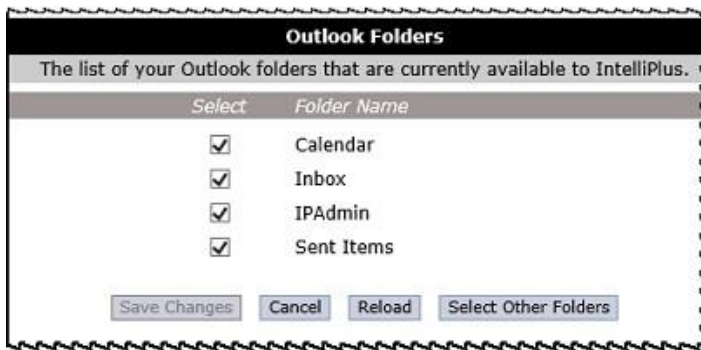 Outlook Folders
The list of your Outlook folders that are currently available to IntelliPlus.
Select Folder Name
Calendar
Inbox
IPAdmin
Sent Items
Save Changes Cancel Reload Select Other Folders